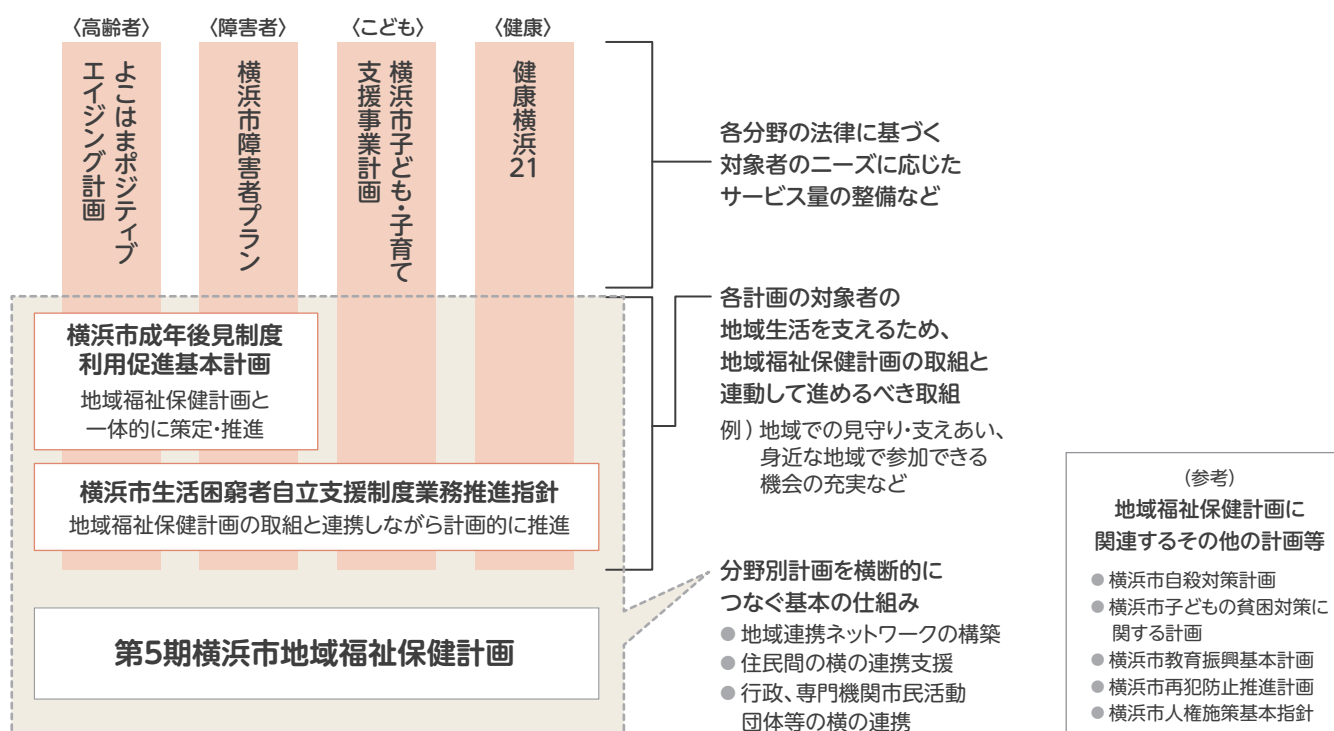 〈高齢者〉
〈障害者〉
〈こども〉
〈健康〉
よこはまポジティブ
エイジング計画
横浜市障害者プラン
横浜市子ども・子育て
支援事業計画
健康横浜21
各分野の法律に基づく
対象者のニーズに応じた
サービス量の整備など
横浜市成年後見制度
利用促進基本計画
地域福祉保健計画と
一体的に策定・推進
横浜市生活困窮者自立支援制度業務推進指針
地域福祉保健計画の取組と連携しながら計画的に推進
各計画の対象者の
地域生活を支えるため、
地域福祉保健計画の取組と
連動して進めるべき取組
例）地域での見守り・支えあい、
身近な地域で参加できる
機会の充実など
第5期横浜市地域福祉保健計画
分野別計画を横断的に
つなぐ基本の仕組み
●地域連携ネットワークの構築
●住民間の横の連携支援
●行政、専門機関市民活動
団体等の横の連携
（参考）
地域福祉保健計画に
関連するその他の計画等
●横浜市自殺対策計画
●横浜市子どもの貧困対策に
関する計画
●横浜市教育振興基本計画
●横浜市再犯防止推進計画
●横浜市人権施策基本指針